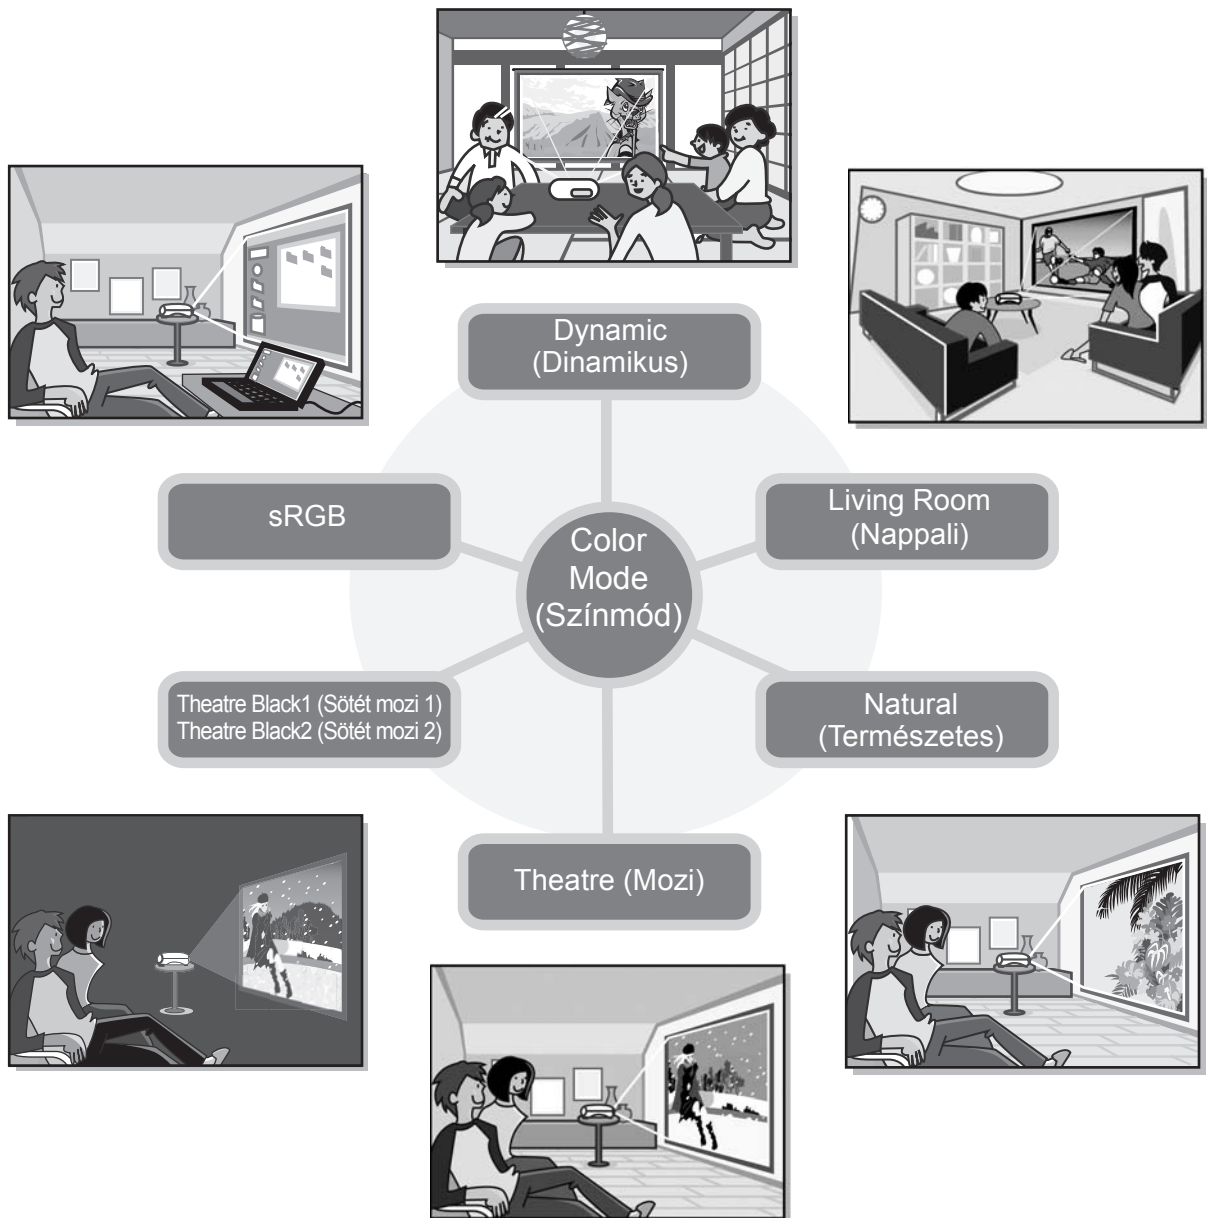 Dynamic
(Dinamikus)
sRGB
Living Room
(Nappali)
Color
Mode
(Színmód)
Theatre Black1 (Sötét mozi 1)
Theatre Black2 (Sötét mozi 2)
Natural
(Természetes)
Theatre (Mozi)